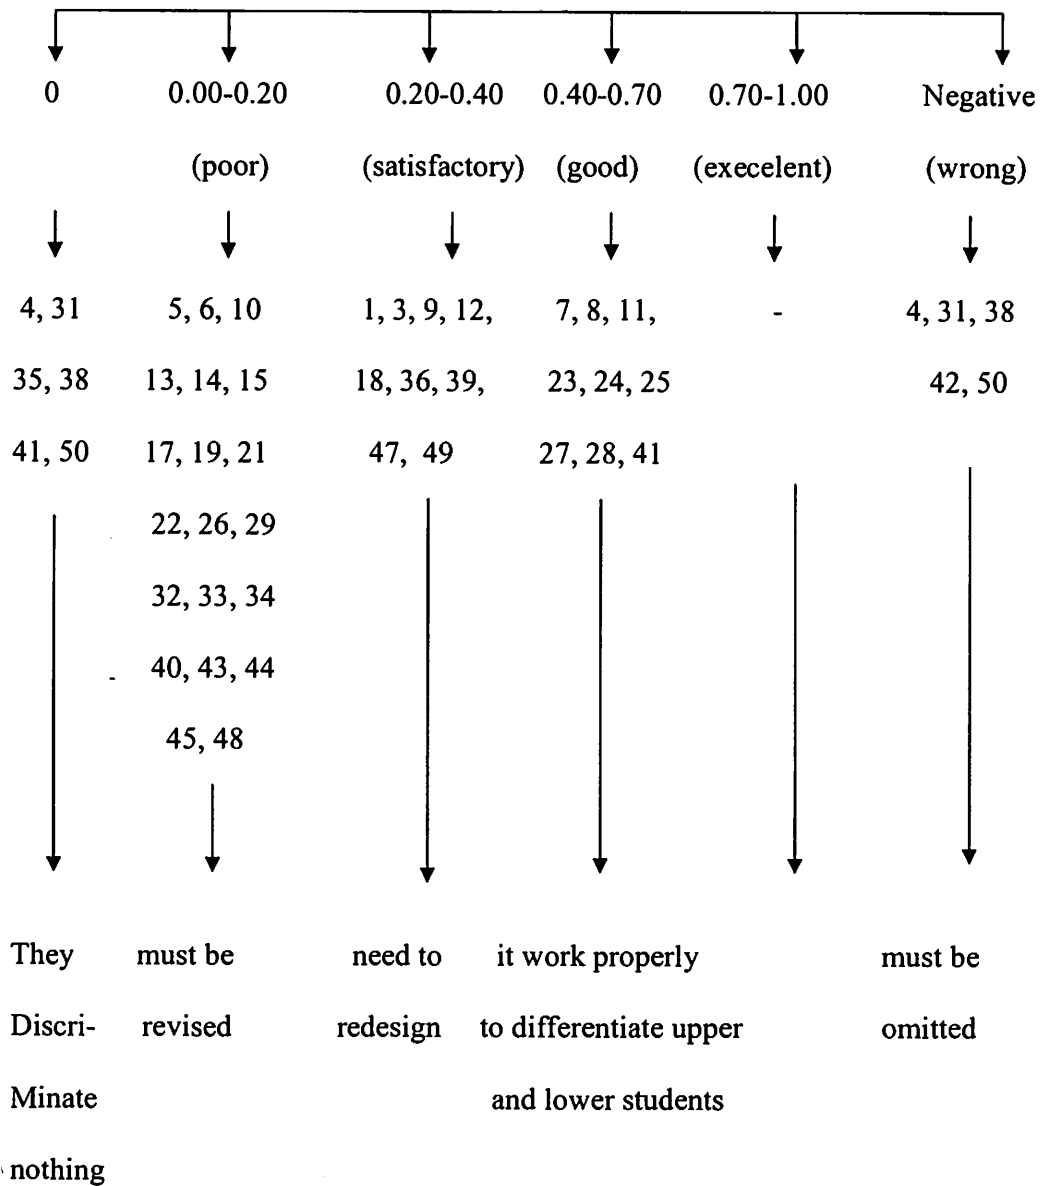 0 0.00-0.20 0.20-0.40 0.40-0.70 0.70-1.00 Negative
(poor) (satisfactory) (good) (execelent) (wrong)
4, 31 5, 6, 10 1, 3, 9, 12, 7, 8, 11, - 4, 31, 38
35, 38 13, 14, 15 18, 36, 39, 23, 24, 25 42, 50
41, 50 17, 19, 21 47, 49 27, 28, 41
22, 26, 29
32, 33, 34
40, 43, 44
45, 48
They must be need to it work properly must be
Discri- revised redesign to differentiate upper omitted
Minate and lower students
nothing